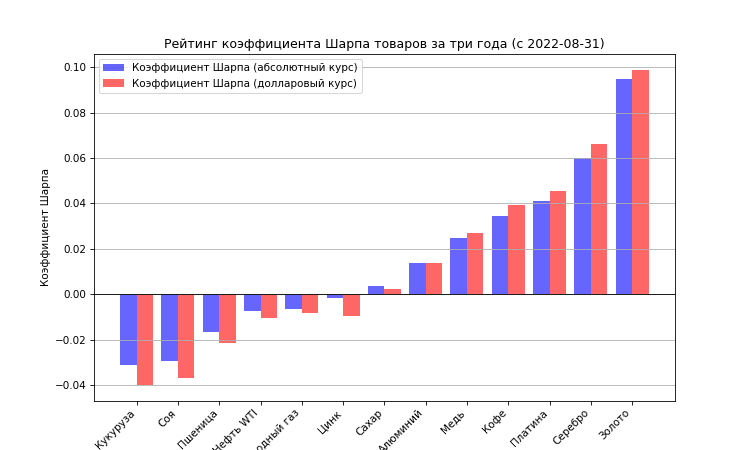 Рейтинг коэффициента Шарпа товаров за три года (с 2022-08-31)
Коэффициент Шарпа (абсолютный курс)
Коэффициент Шарпа (долларовый курс)
Коэффициент Шарпа
0.10
0.08
0.06
0.04
0.02
0.00
−0.02
−0.04
Кукуруза
Соя
Пшеница
Нефть WTI
одный газ
Цинк
Сахар
Алюминий
Медь
Кофе
Платина
Серебро
Золото